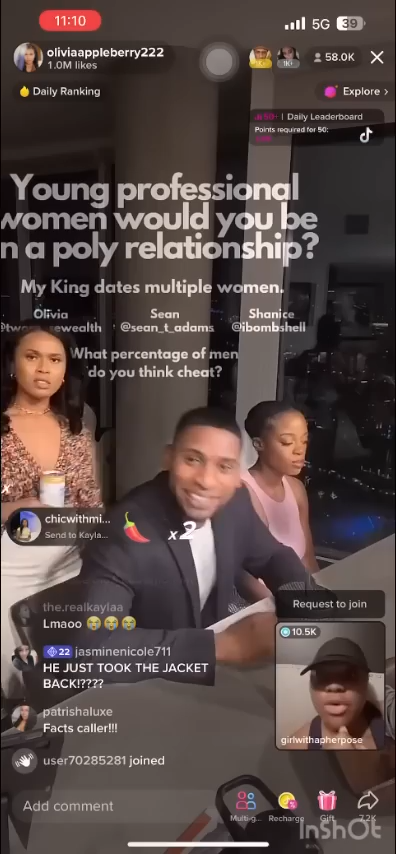 11:10
5G 39
oliviaappleberry222
1.0M likes
58.0K
Daily Ranking
Explore >
Daily Leaderboard
Points required for 50:
Young professional
women would you be
n a poly relationship?
My King dates multiple women.
Olivia Sean Shanice
@sean_t_adams @ibombshell
What percentage of men
do you think cheat?
chicwithmi...
Send to Kayla...
x2
the.realkaylaa
Lmaoo 😭😭😭
Request to join
22 jasminenicole711
10.5K
HE JUST TOOK THE JACKET
BACK!????
patrishaluxe
Facts caller!!!
girlwithapherpose
user70285281 joined
Add comment
Multi-g... Recharge Gift 7.2K
InShOt